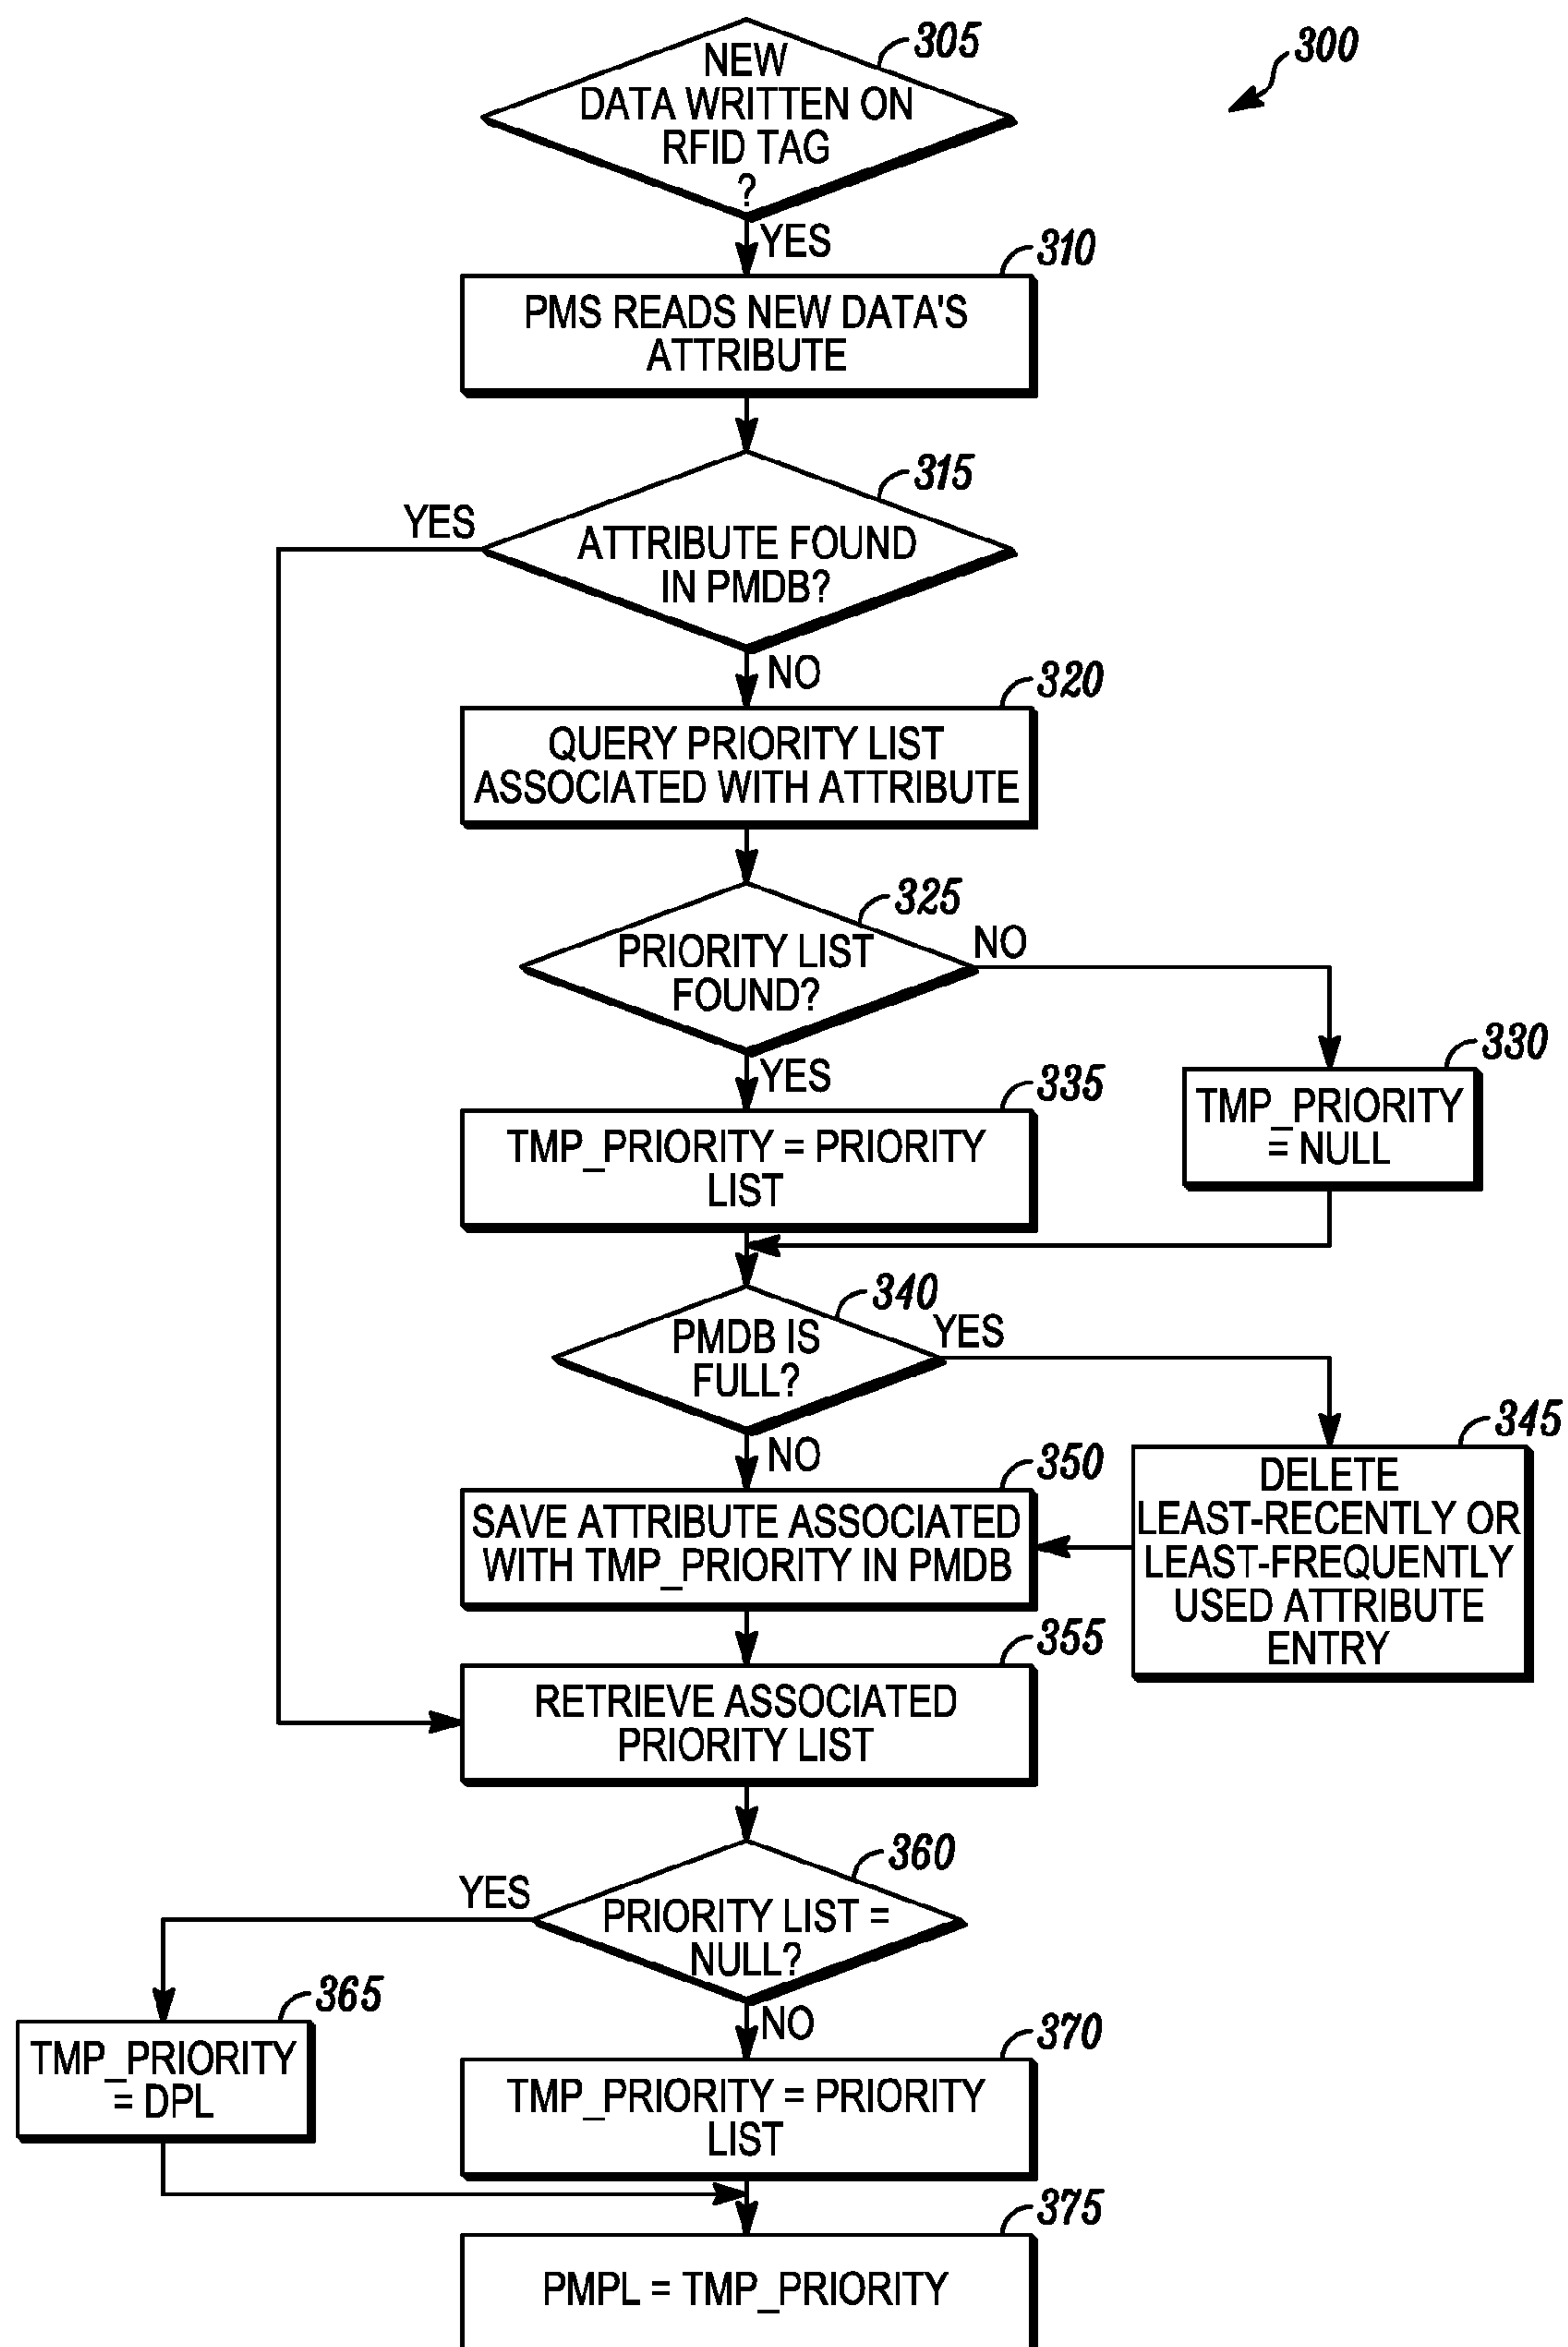 305
300
NEW
DATA WRITTEN ON
RFID TAG
?
YES
310
PMS READS NEW DATA'S
ATTRIBUTE
315
YES
ATTRIBUTE FOUND
IN PMDB?
NO
320
QUERY PRIORITY LIST
ASSOCIATED WITH ATTRIBUTE
325
NO
PRIORITY LIST
FOUND?
YES
330
TMP_PRIORITY
= NULL
335
TMP_PRIORITY = PRIORITY
LIST
340
YES
PMDB IS
FULL?
NO
345
DELETE
LEAST-RECENTLY OR
LEAST-FREQUENTLY
USED ATTRIBUTE
ENTRY
350
SAVE ATTRIBUTE ASSOCIATED
WITH TMP_PRIORITY IN PMDB
355
RETRIEVE ASSOCIATED
PRIORITY LIST
360
YES
PRIORITY LIST =
NULL?
NO
365
TMP_PRIORITY
= DPL
370
TMP_PRIORITY = PRIORITY
LIST
375
PMPL = TMP_PRIORITY